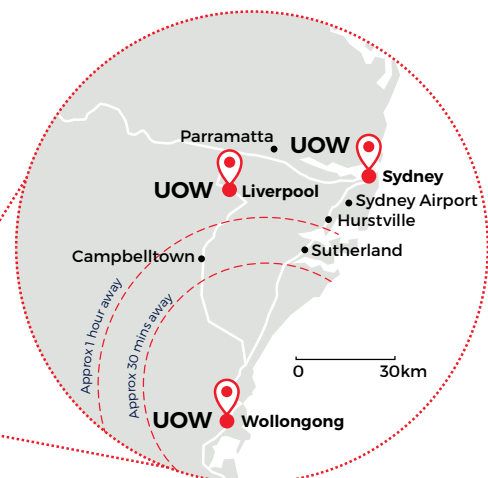 Parramatta
UOW
Sydney
UOW
Liverpool
Sydney Airport
Hurstville
Sutherland
Campbelltown
Approx 1 hour away
Approx 30 mins away
0 30km
UOW
Wollongong